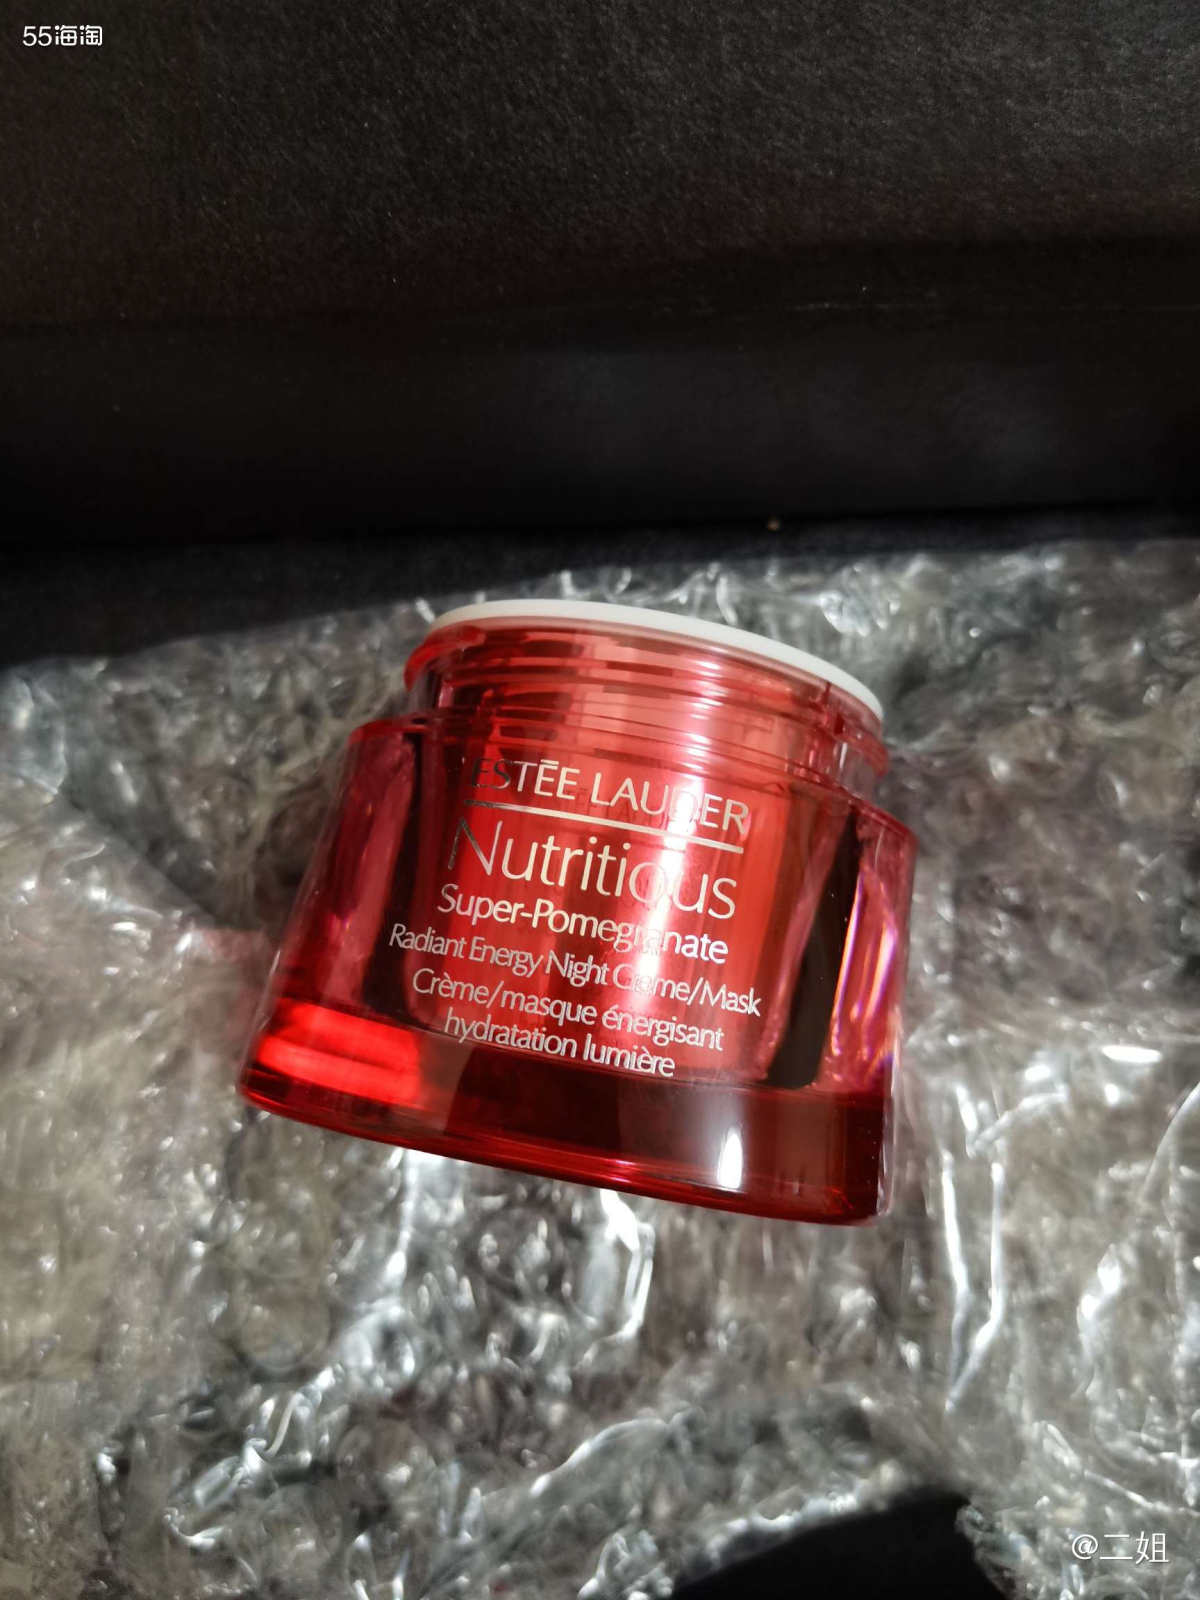 55海淘
ESTĒE LAUDER
Nutritious
Super-Pomegranate
Radiant Energy Night Creme/Mask
Crème/masque énergisant
hydratation lumière
@二姐